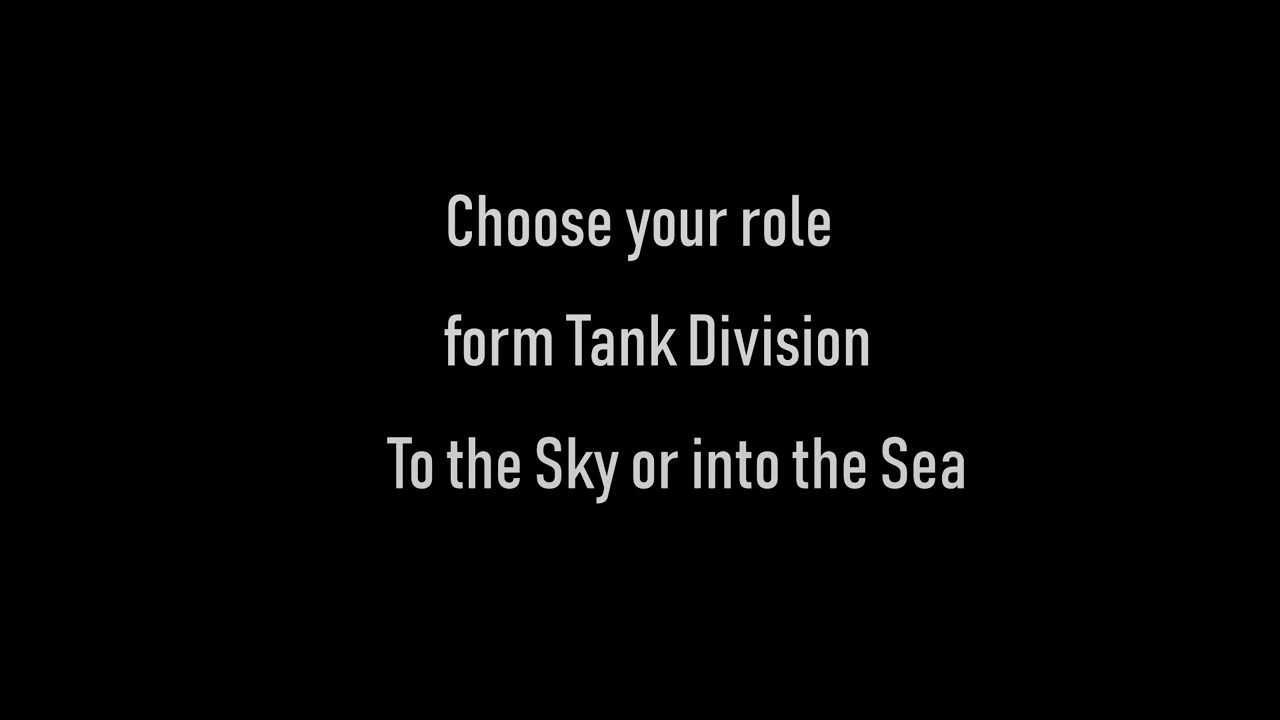 Choose your role
form Tank Division
To the Sky or into the Sea